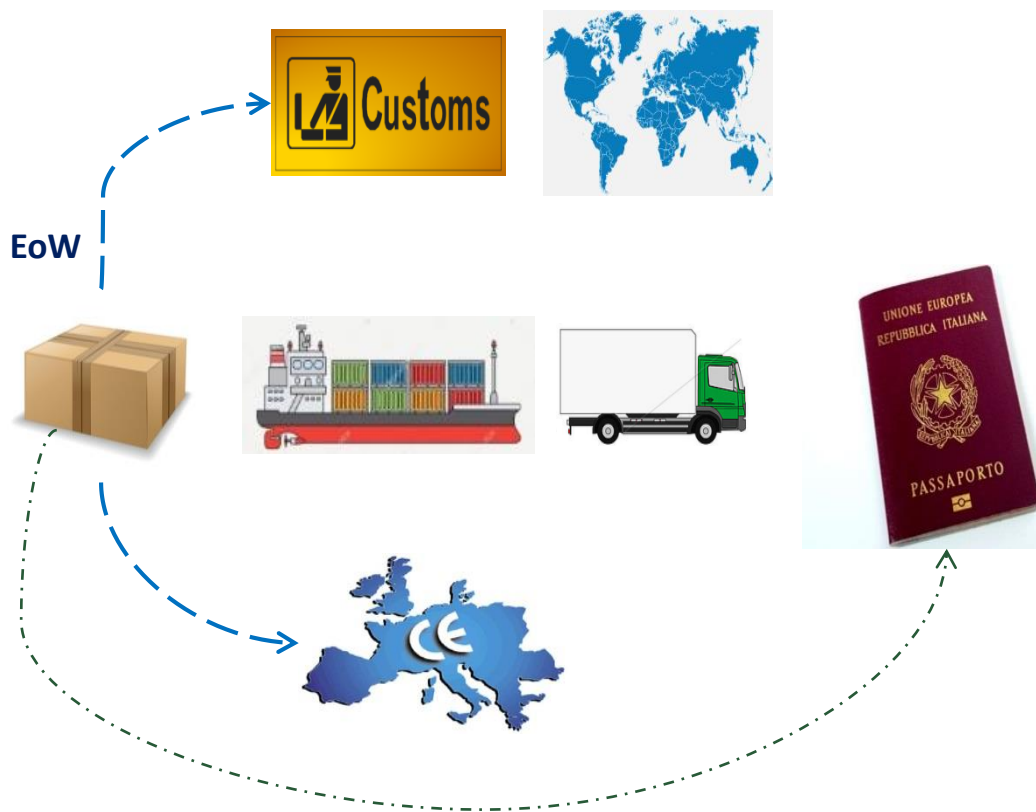 Customs
EoW
UNIONE EUROPEA
REPUBBLICA ITALIANA
PASSAPORTO
CE